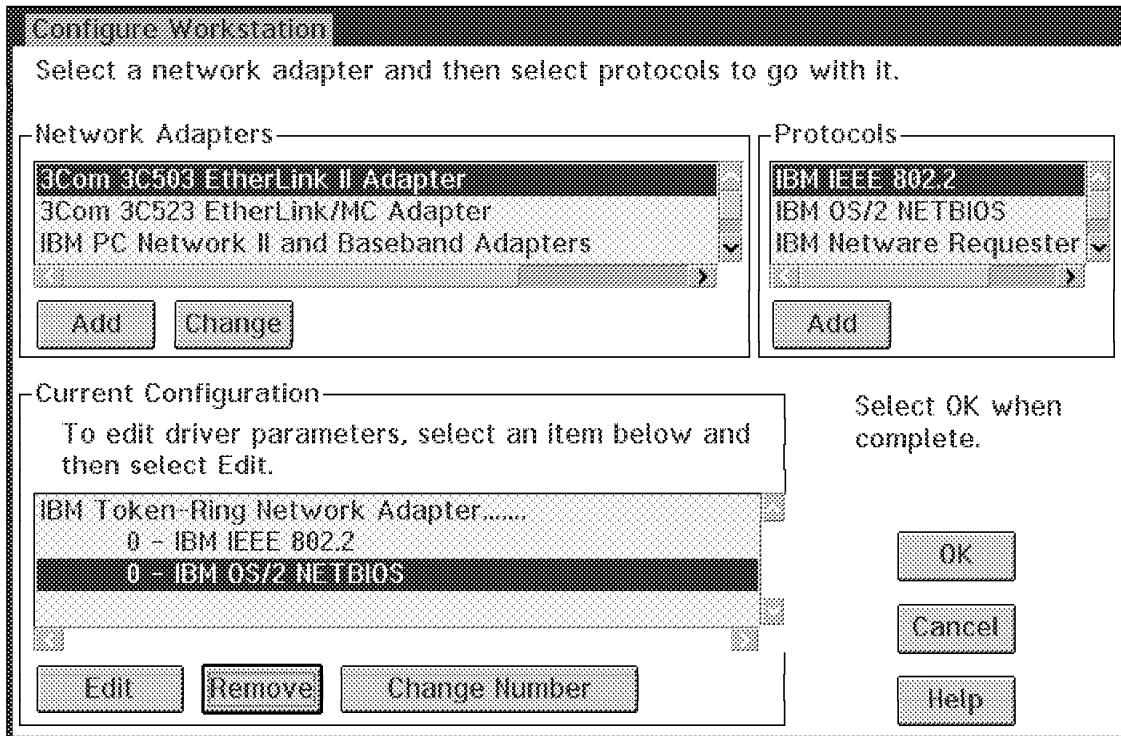 Configure Workstation
Select a network adapter and then select protocols to go with it.
Network Adapters
3Com 3C503 EtherLink II Adapter
3Com 3C523 EtherLink/MC Adapter
IBM PC Network II and Baseband Adapters
Add
Change
Protocols
IBM IEEE 802.2
IBM OS/2 NETBIOS
IBM Netware Requester
Add
Current Configuration
To edit driver parameters, select an item below and
then select Edit.
IBM Token-Ring Network Adapter.......
0 - IBM IEEE 802.2
0 - IBM OS/2 NETBIOS
Edit
Remove
Change Number
Select OK when
complete.
OK
Cancel
Help